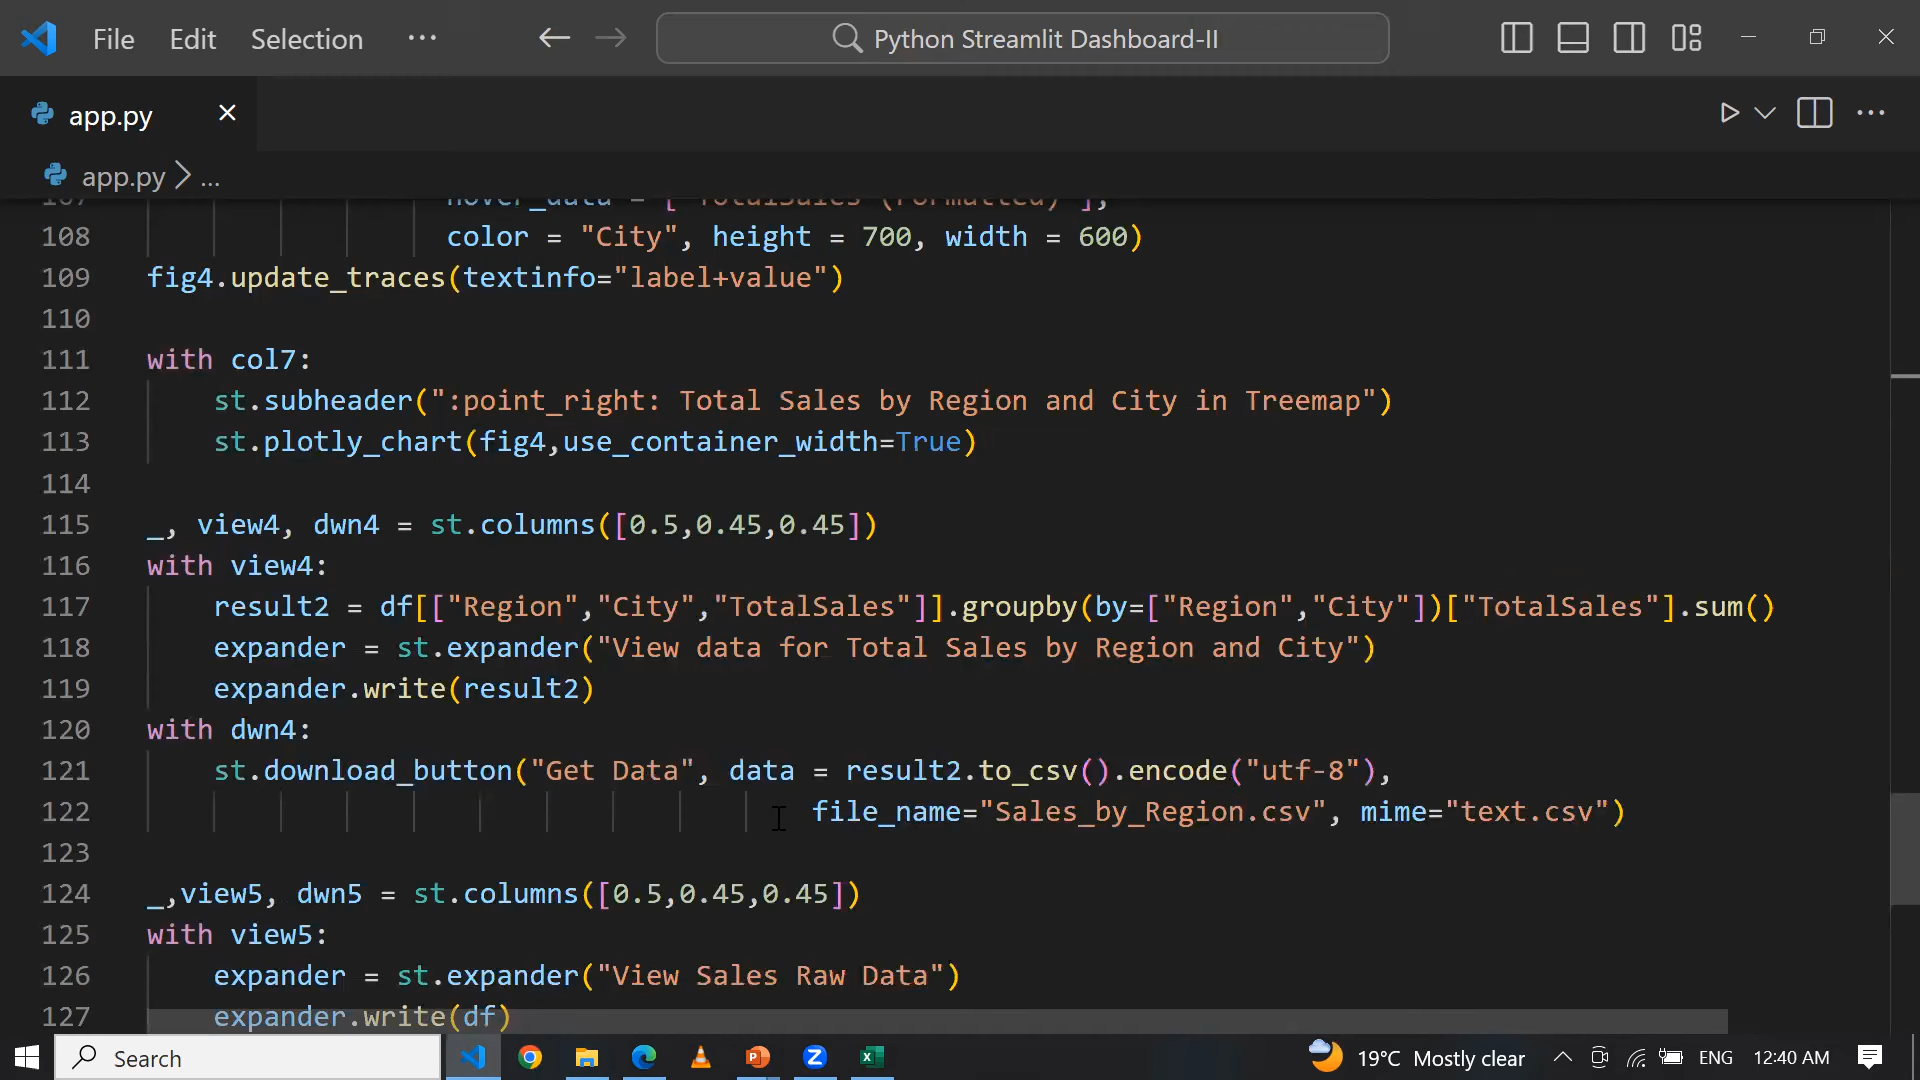 File Edit Selection ··· Python Streamlit Dashboard-II
app.py
app.py > ...
107 hover_data = ["TotalSales (Formatted)"],
108 color = "City", height = 700, width = 600)
109 fig4.update_traces(textinfo="label+value")
110
111 with col7:
112 st.subheader(":point_right: Total Sales by Region and City in Treemap")
113 st.plotly_chart(fig4,use_container_width=True)
114
115 _, view4, dwn4 = st.columns([0.5,0.45,0.45])
116 with view4:
117 result2 = df[["Region","City","TotalSales"]].groupby(by=["Region","City"])["TotalSales"].sum()
118 expander = st.expander("View data for Total Sales by Region and City")
119 expander.write(result2)
120 with dwn4:
121 st.download_button("Get Data", data = result2.to_csv().encode("utf-8"),
122 file_name="Sales_by_Region.csv", mime="text.csv")
123
124 _,view5, dwn5 = st.columns([0.5,0.45,0.45])
125 with view5:
126 expander = st.expander("View Sales Raw Data")
127 expander.write(df)
Search 19°C Mostly clear ENG 12:40 AM